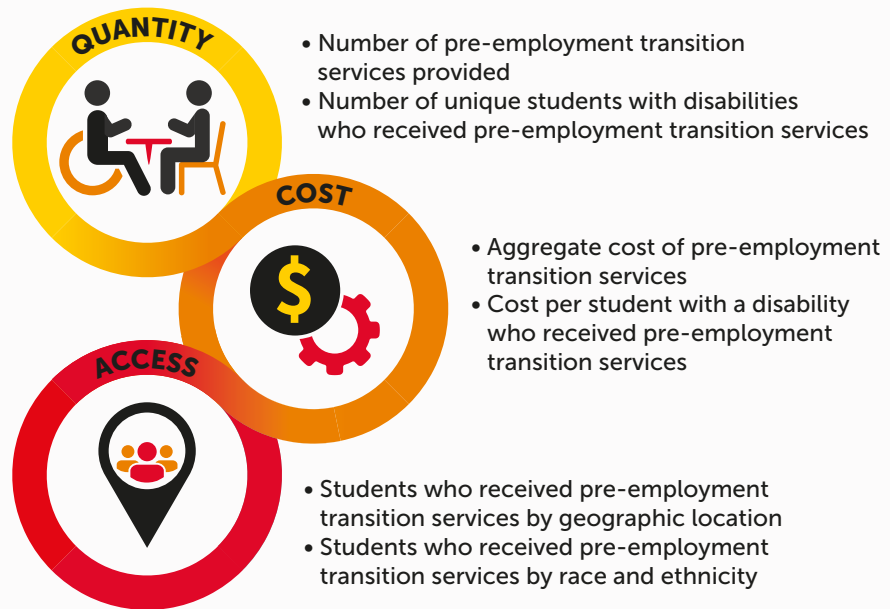 QUANTITY
• Number of pre-employment transition
services provided
• Number of unique students with disabilities
who received pre-employment transition services
COST
$
• Aggregate cost of pre-employment
transition services
• Cost per student with a disability
who received pre-employment
transition services
ACCESS
• Students who received pre-employment
transition services by geographic location
• Students who received pre-employment
transition services by race and ethnicity